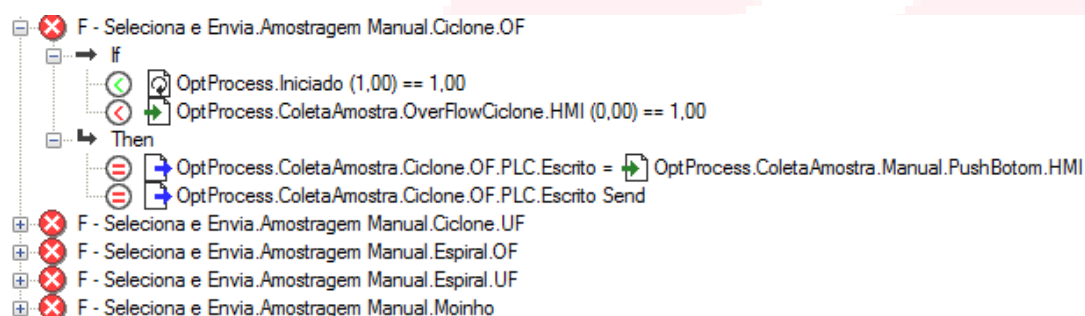 F - Seleciona e Envia.Amostragem Manual.Ciclone.OF
If
OptProcess.Iniciado (1,00) == 1,00
OptProcess.ColetaAmostra.OverFlowCiclone.HMI (0,00) == 1,00
Then
OptProcess.ColetaAmostra.Ciclone.OF.PLC.Escrito = OptProcess.ColetaAmostra.Manual.PushBotom.HMI
OptProcess.ColetaAmostra.Ciclone.OF.PLC.Escrito Send
F - Seleciona e Envia.Amostragem Manual.Ciclone.UF
F - Seleciona e Envia.Amostragem Manual.Espiral.OF
F - Seleciona e Envia.Amostragem Manual.Espiral.UF
F - Seleciona e Envia.Amostragem Manual.Moinho